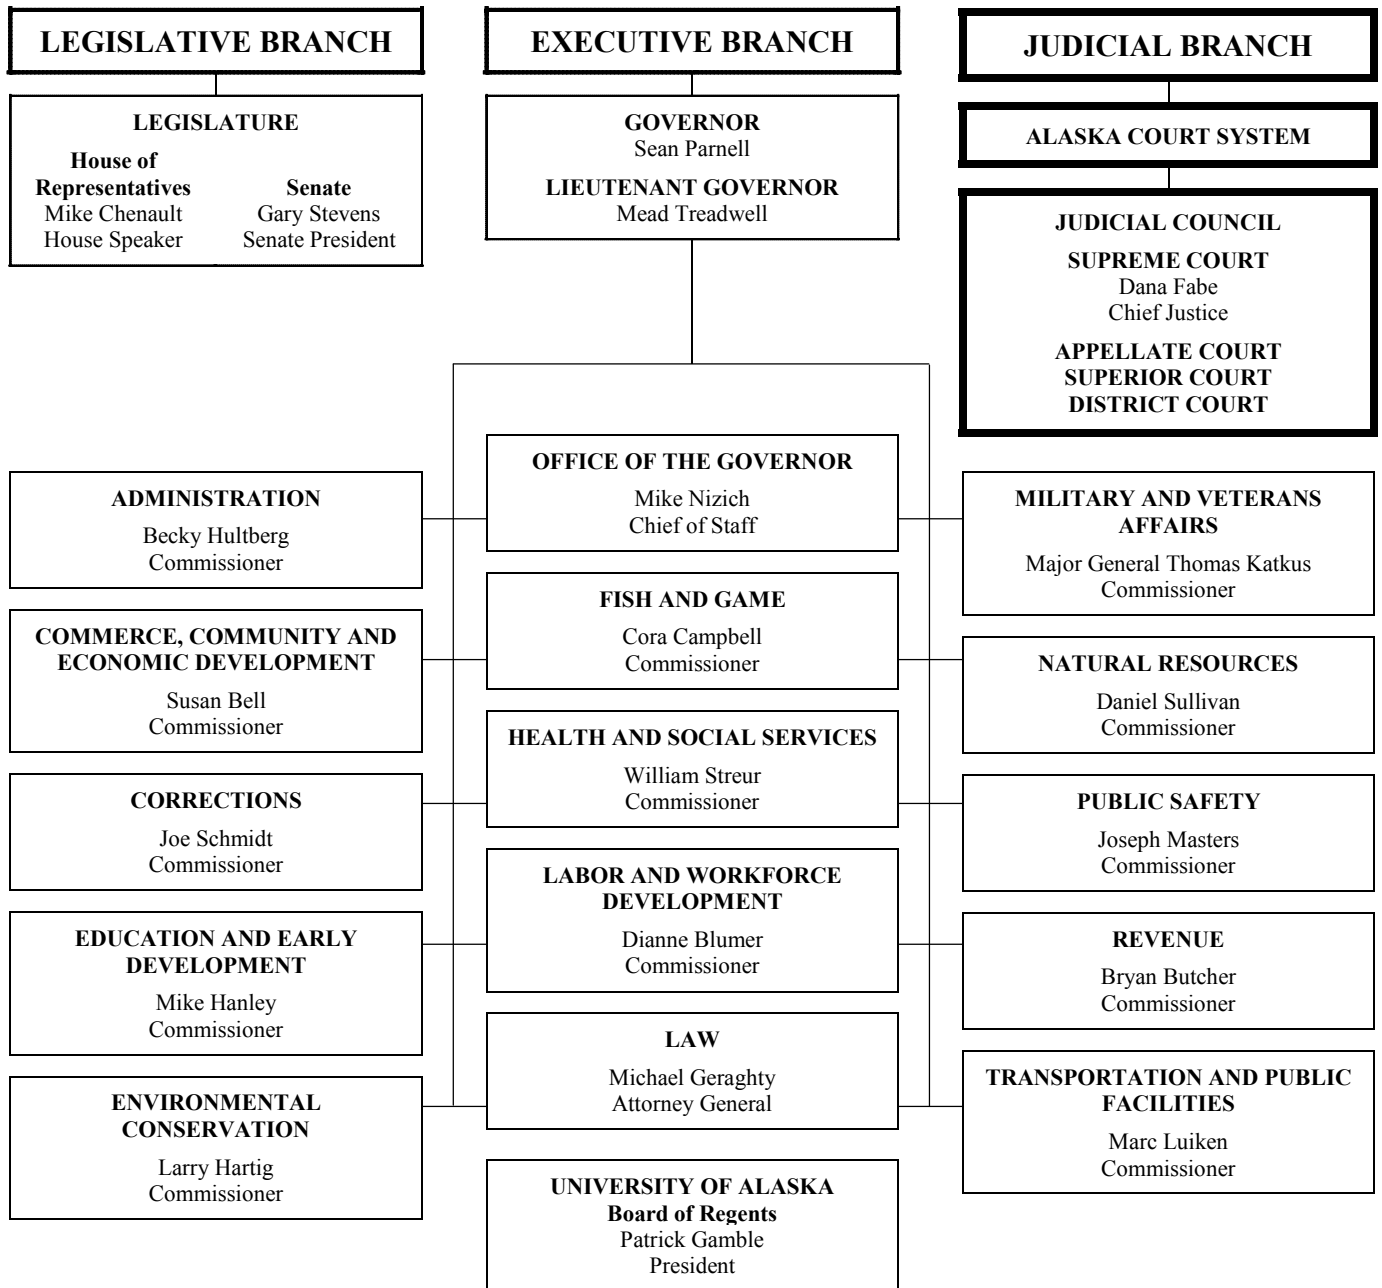 LEGISLATIVE BRANCH
LEGISLATURE
House of
Representatives
Mike Chenault
House Speaker
Senate
Gary Stevens
Senate President
EXECUTIVE BRANCH
GOVERNOR
Sean Parnell
LIEUTENANT GOVERNOR
Mead Treadwell
JUDICIAL BRANCH
ALASKA COURT SYSTEM
JUDICIAL COUNCIL
SUPREME COURT
Dana Fabe
Chief Justice
APPELLATE COURT
SUPERIOR COURT
DISTRICT COURT
ADMINISTRATION
Becky Hultberg
Commissioner
COMMERCE, COMMUNITY AND
ECONOMIC DEVELOPMENT
Susan Bell
Commissioner
CORRECTIONS
Joe Schmidt
Commissioner
EDUCATION AND EARLY
DEVELOPMENT
Mike Hanley
Commissioner
ENVIRONMENTAL
CONSERVATION
Larry Hartig
Commissioner
OFFICE OF THE GOVERNOR
Mike Nizich
Chief of Staff
FISH AND GAME
Cora Campbell
Commissioner
HEALTH AND SOCIAL SERVICES
William Streur
Commissioner
LABOR AND WORKFORCE
DEVELOPMENT
Dianne Blumer
Commissioner
LAW
Michael Geraghty
Attorney General
UNIVERSITY OF ALASKA
Board of Regents
Patrick Gamble
President
MILITARY AND VETERANS
AFFAIRS
Major General Thomas Katkus
Commissioner
NATURAL RESOURCES
Daniel Sullivan
Commissioner
PUBLIC SAFETY
Joseph Masters
Commissioner
REVENUE
Bryan Butcher
Commissioner
TRANSPORTATION AND PUBLIC
FACILITIES
Marc Luiken
Commissioner